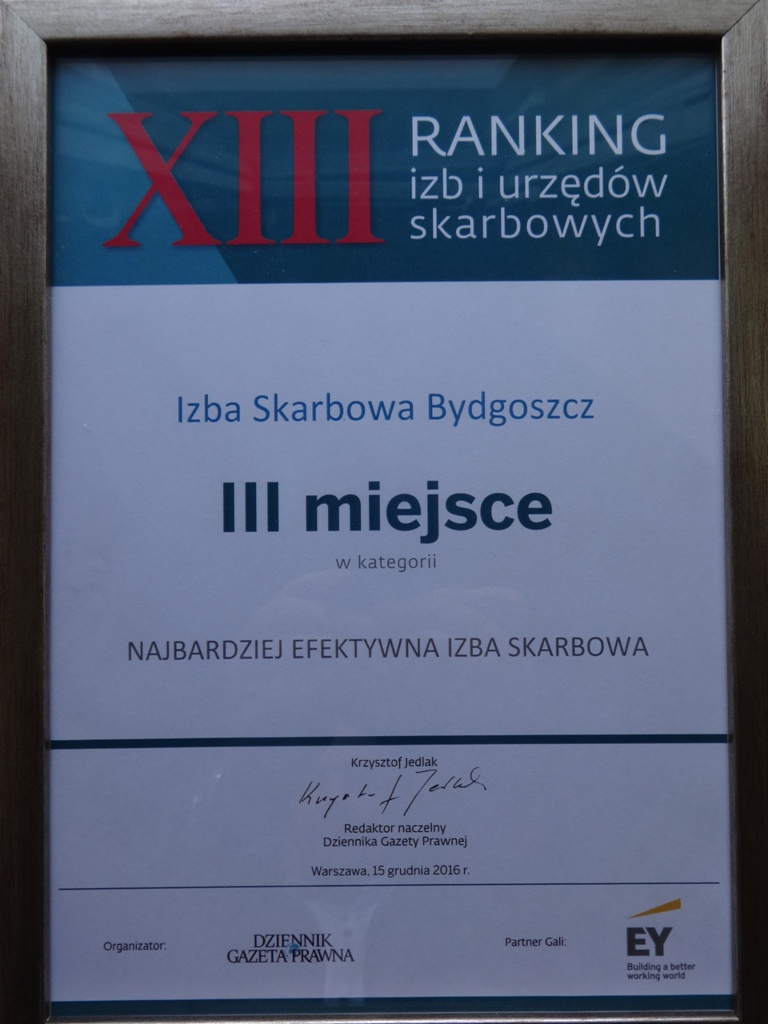 XIII
RANKING
izb i urzędów
skarbowych
Izba Skarbowa Bydgoszcz
III miejsce
w kategorii
NAJBARDZIEJ EFEKTYWNA IZBA SKARBOWA
Krzysztof Jedlak
Redaktor naczelny
Dziennika Gazety Prawnej
Warszawa, 15 grudnia 2016 r.
Organizator:
DZIENNIK
GAZETA PRAWNA
Partner Gali:
EY
Building a better
working world